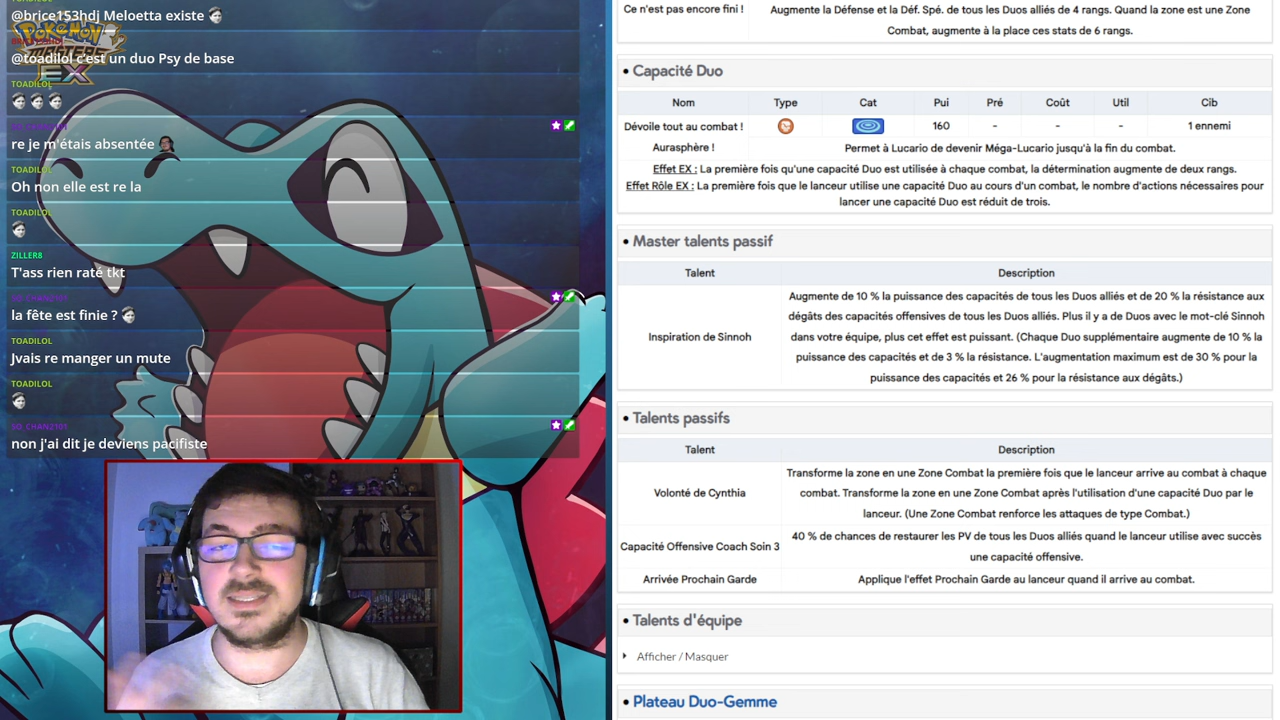 @brice153hdj Meloetta existe
POKÉMON
MASTERS
EX
@toadilol c'est un duo Psy de base
TOADILOL
re je m'étais absentée
TOADILOL
Oh non elle est re la
TOADILOL
ZILLER8
T'ass rien raté tkt
SO_CHAN2101
la fête est finie ?
TOADILOL
Jvais re manger un mute
TOADILOL
SO_CHAN2101
non j'ai dit je deviens pacifiste
Ce n'est pas encore fini !
Augmente la Défense et la Déf. Spé. de tous les Duos alliés de 4 rangs. Quand la zone est une Zone
Combat, augmente à la place ces stats de 6 rangs.
• Capacité Duo
Nom Type Cat Pui Pré Coût Util Cib
Dévoile tout au combat ! 160 - - - 1 ennemi
Aurasphère ! Permet à Lucario de devenir Méga-Lucario jusqu'à la fin du combat.
Effet EX : La première fois qu'une capacité Duo est utilisée à chaque combat, la détermination augmente de deux rangs.
Effet Rôle EX : La première fois que le lanceur utilise une capacité Duo au cours d'un combat, le nombre d'actions nécessaires pour
lancer une capacité Duo est réduit de trois.
• Master talents passif
Talent Description
Inspiration de Sinnoh
Augmente de 10 % la puissance des capacités de tous les Duos alliés et de 20 % la résistance aux
dégâts des capacités offensives de tous les Duos alliés. Plus il y a de Duos avec le mot-clé Sinnoh
dans votre équipe, plus cet effet est puissant. (Chaque Duo supplémentaire augmente de 10 % la
puissance des capacités et de 3 % la résistance. L'augmentation maximum est de 30 % pour la
puissance des capacités et 26 % pour la résistance aux dégâts.)
• Talents passifs
Talent Description
Volonté de Cynthia
Transforme la zone en une Zone Combat la première fois que le lanceur arrive au combat à chaque
combat. Transforme la zone en une Zone Combat après l'utilisation d'une capacité Duo par le
lanceur. (Une Zone Combat renforce les attaques de type Combat.)
Capacité Offensive Coach Soin 3
40 % de chances de restaurer les PV de tous les Duos alliés quand le lanceur utilise avec succès
une capacité offensive.
Arrivée Prochain Garde Applique l'effet Prochain Garde au lanceur quand il arrive au combat.
• Talents d'équipe
Afficher / Masquer
• Plateau Duo-Gemme